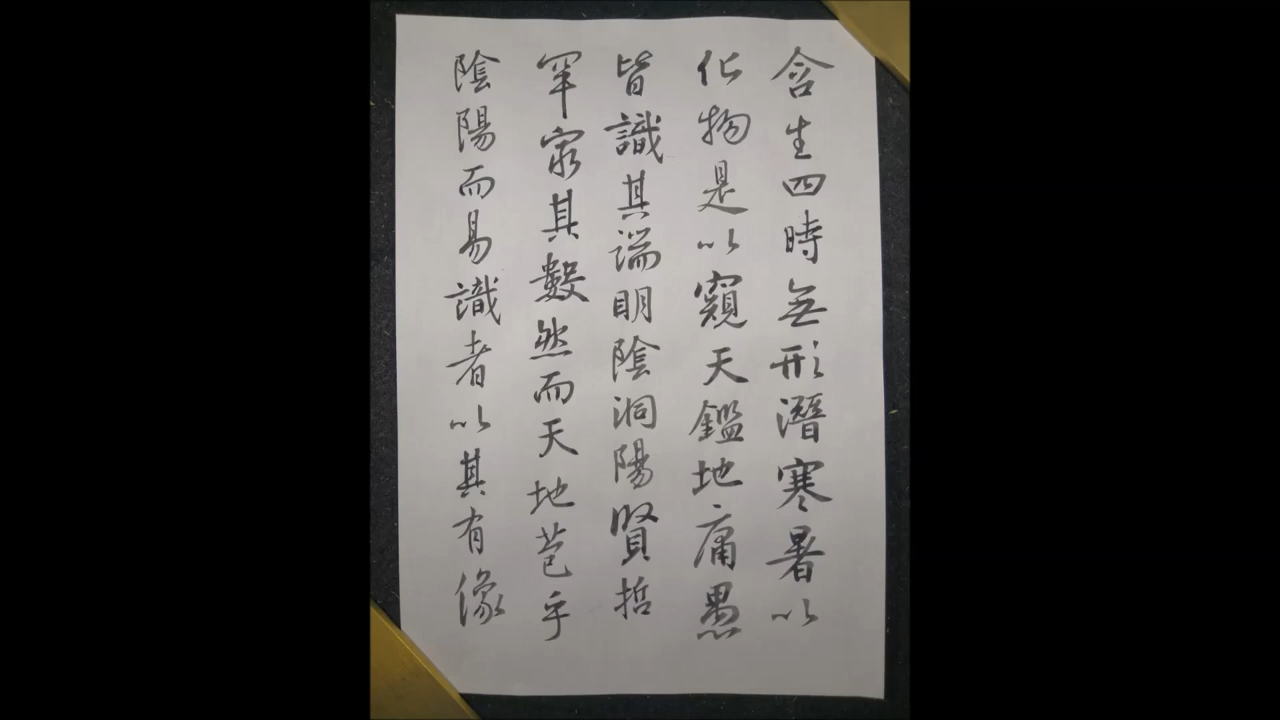 含生四時無形潛寒暑以
化物是以窺天鑑地庸愚
皆識其端明陰洞陽賢哲
罕窮其數然而天地苞乎
陰陽而易識者以其有像